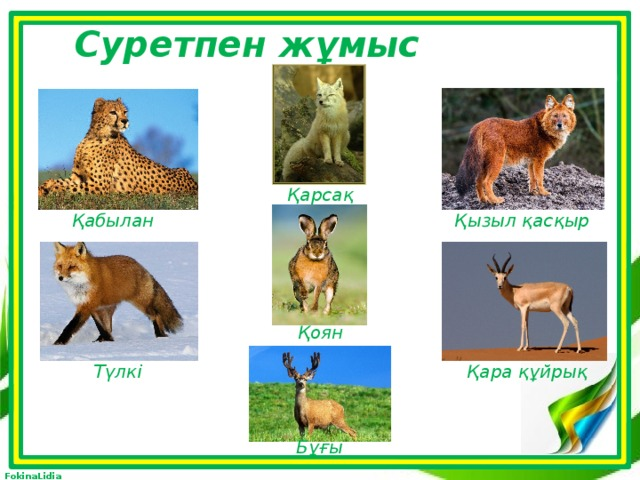 Суретпен жұмыс
Қарсақ
Қабылан
Қызыл қасқыр
Қоян
Түлкі
Қара құйрық
Бұғы
FokinaLidia